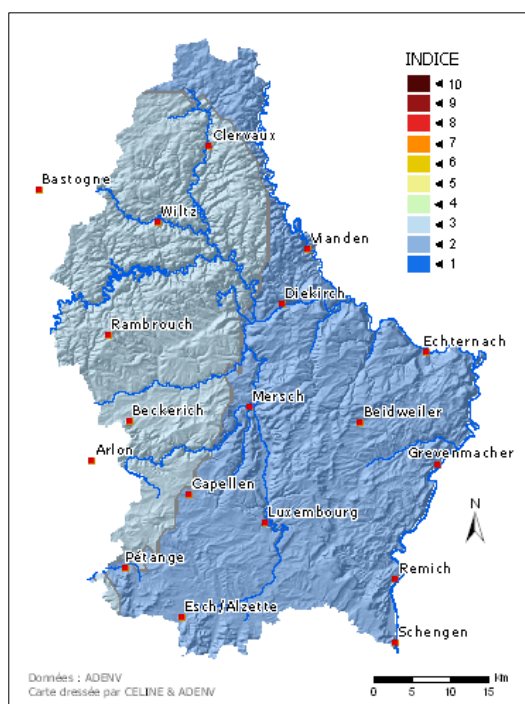 INDICE
10
9
8
7
6
5
4
3
2
1
Clervaux
Bastogne
Wiltz
Vianden
Diekirch
Rambrouch
Echternach
Mersch
Beckerich
Beidweiler
Arlon
Grevenmacher
Capellen
Luxembourg
N
Pétange
Remich
Esch/Alzette
Schengen
Données : ADENV
Carte dressée par CELINE & ADENV
Km
0 5 10 15